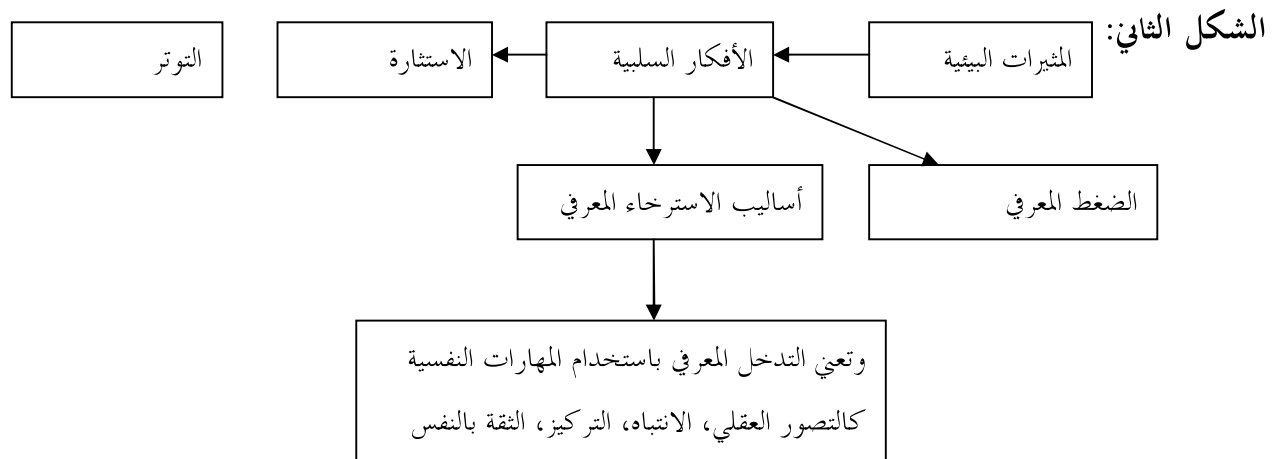 الشكل الثاني:
المثيرات البيئية
الأفكار السلبية
الاستثارة
التوتر
الضغط المعرفي
أساليب الاسترخاء المعرفي
وتعني التدخل المعرفي باستخدام المهارات النفسية
كالتصور العقلي، الانتباه، التركيز، الثقة بالنفس